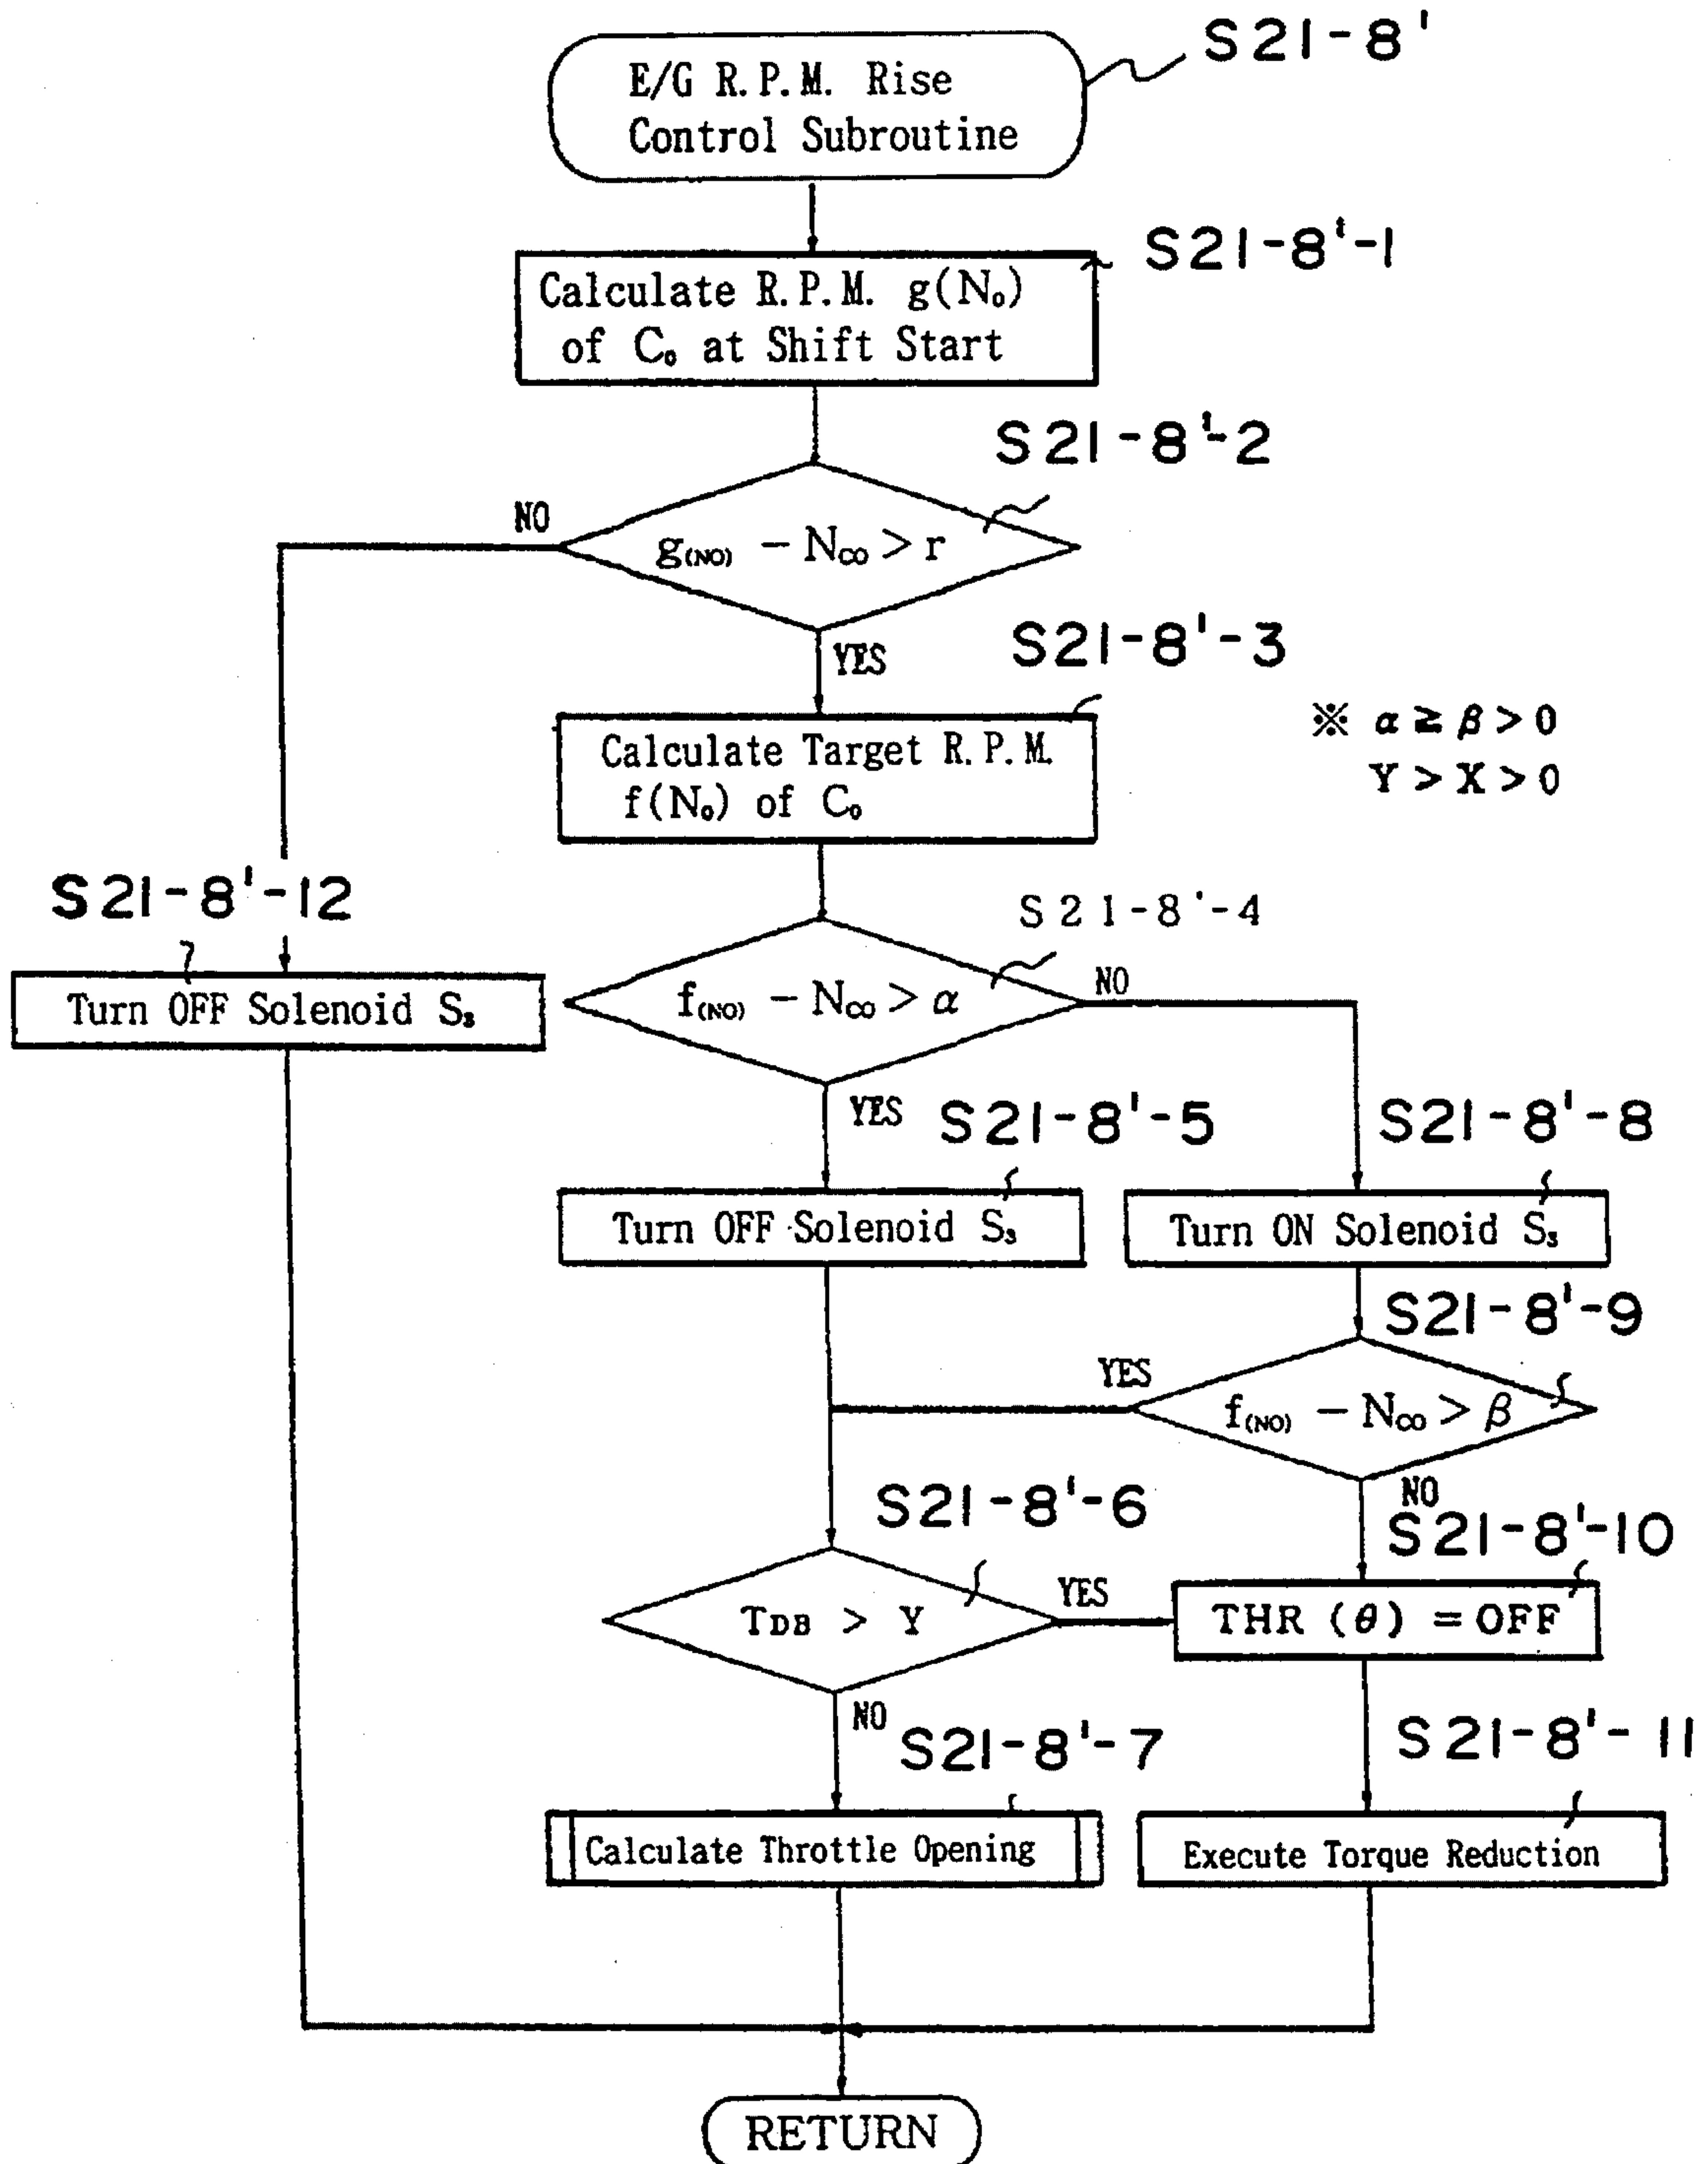 S21-8'
E/G R.P.M. Rise
Control Subroutine
S21-8'-1
Calculate R.P.M. g(N₀)
of C₀ at Shift Start
S21-8'-2
NO
g(NO) - NCO > r
YES
S21-8'-3
Calculate Target R.P.M.
f(N₀) of C₀
※ α ≧ β > 0
Y > X > 0
S21-8'-12
Turn OFF Solenoid S₃
S21-8'-4
f(NO) - NCO > α
NO
YES
S21-8'-5
S21-8'-8
Turn OFF Solenoid S₃
Turn ON Solenoid S₃
S21-8'-9
YES
f(NO) - NCO > β
NO
S21-8'-6
S21-8'-10
TDB > Y
YES
THR (θ) = OFF
NO
S21-8'-7
S21-8'-11
Calculate Throttle Opening
Execute Torque Reduction
RETURN